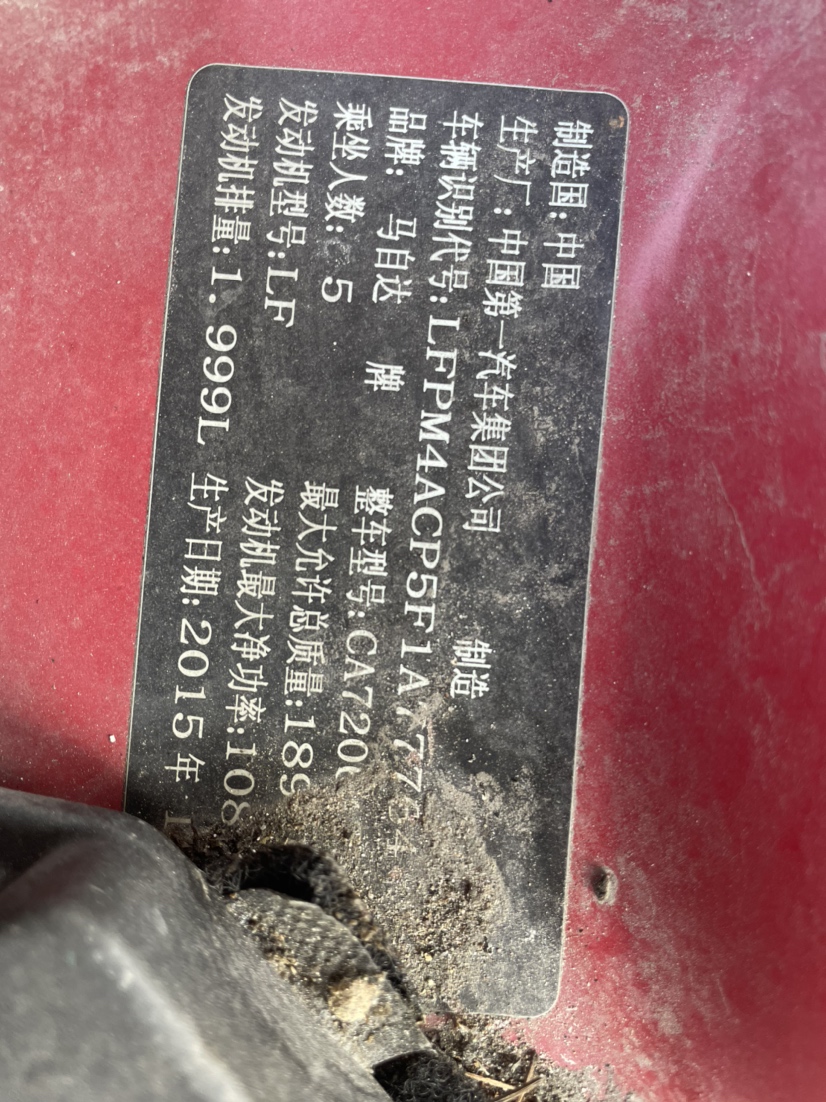 制造国:中国
生产厂:中国第一汽车集团公司 制造
车辆识别代号:LFPM4ACP5F1A
品牌: 马自达 牌 整车型号:CA720
乘坐人数: 5 最大允许总质量:189
发动机型号:LF 发动机最大净功率:108
发动机排量:1.999L 生产日期:2015年